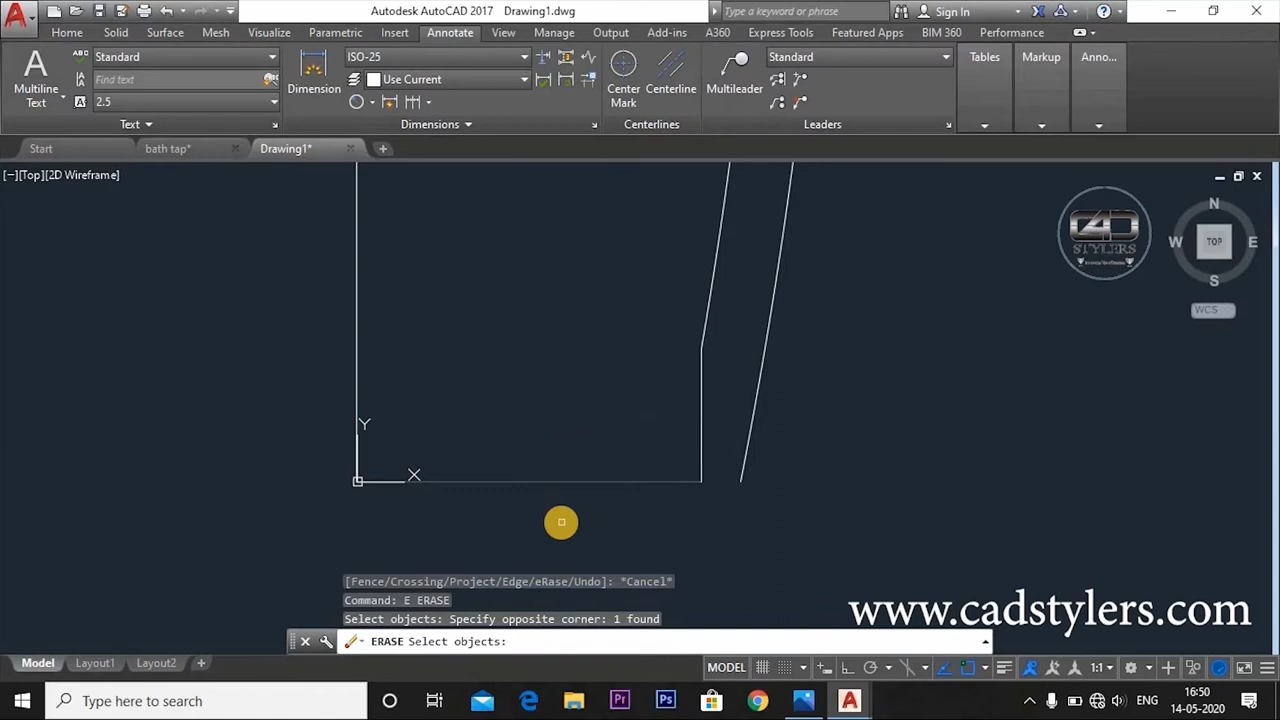 Autodesk AutoCAD 2017 Drawing1.dwg
Type a keyword or phrase
Sign In
Home Solid Surface Mesh Visualize Parametric Insert Annotate View Manage Output Add-ins A360 Express Tools Featured Apps BIM 360 Performance
Multiline Text
Standard
Find text
2.5
Text
Dimension
ISO-25
Use Current
Dimensions
Center Mark
Centerline
Centerlines
Multileader
Standard
Leaders
Tables
Markup
Anno...
Start
bath tap*
Drawing1*
[−][Top][2D Wireframe]
CAD
STYLERS
N
W TOP E
S
WCS
Y
X
[Fence/Crossing/Project/Edge/eRase/Undo]: *Cancel*
Command: E ERASE
Select objects: Specify opposite corner: 1 found
ERASE Select objects:
www.cadstylers.com
Model Layout1 Layout2
MODEL
1:1
Type here to search
Pr
Ps
A
ENG
16:50
14-05-2020